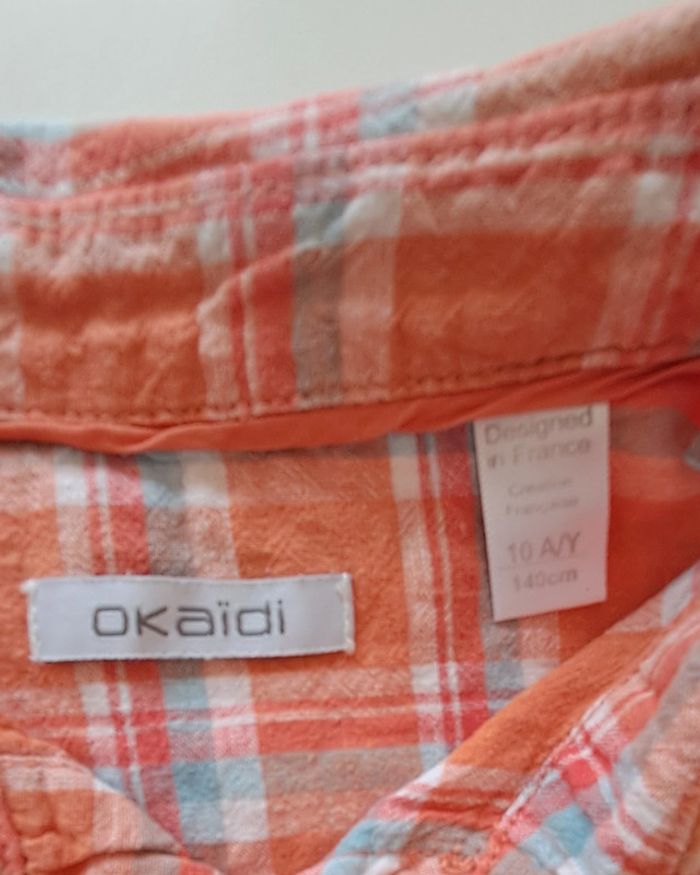 Designed
in France
Création
Française
10 A/Y
140cm
OKaïdi